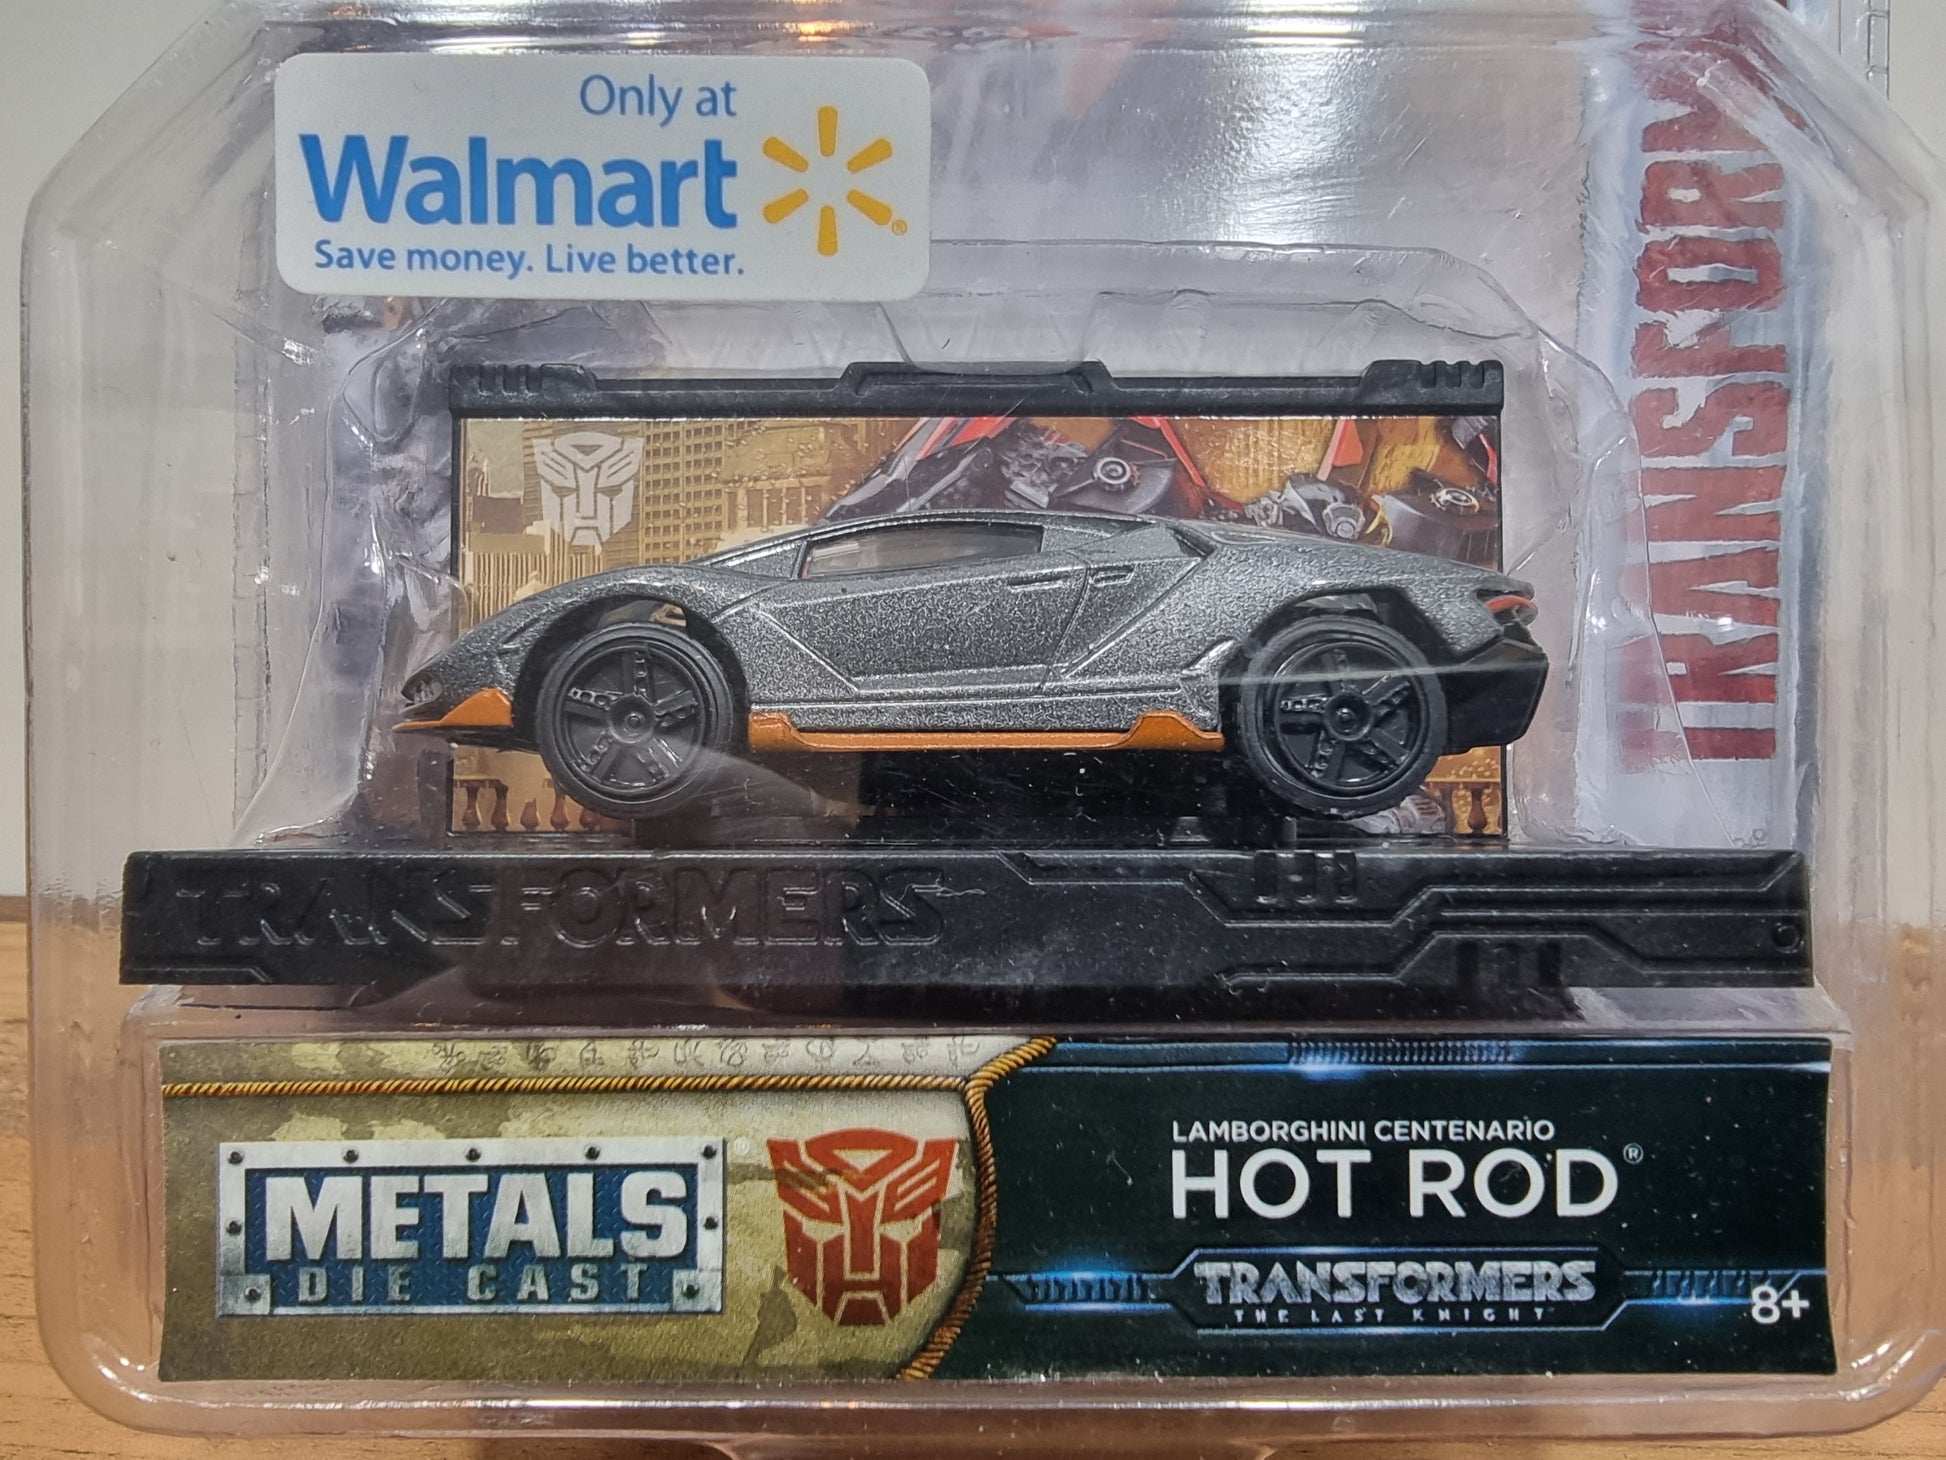 Only at
Walmart
Save money. Live better.
®
TRANSFORM
TRANSFORMERS
METALS
DIE CAST
LAMBORGHINI CENTENARIO
HOT ROD®
TRANSFORMERS
THE LAST KNIGHT
8+